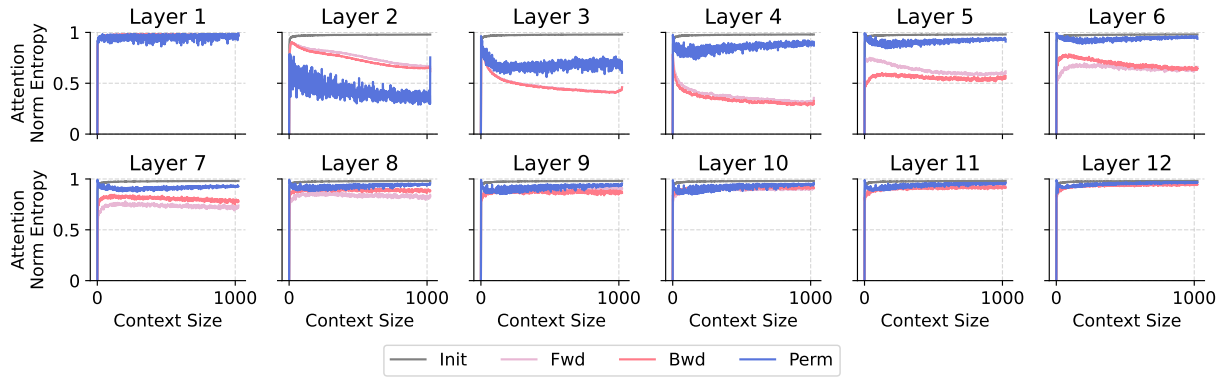 Layer 1 Layer 2 Layer 3 Layer 4 Layer 5 Layer 6
Attention
Norm Entropy
1
0.5
0
Layer 7 Layer 8 Layer 9 Layer 10 Layer 11 Layer 12
Attention
Norm Entropy
1
0.5
0
0 1000 0 1000 0 1000 0 1000 0 1000 0 1000
Context Size Context Size Context Size Context Size Context Size Context Size
Init Fwd Bwd Perm